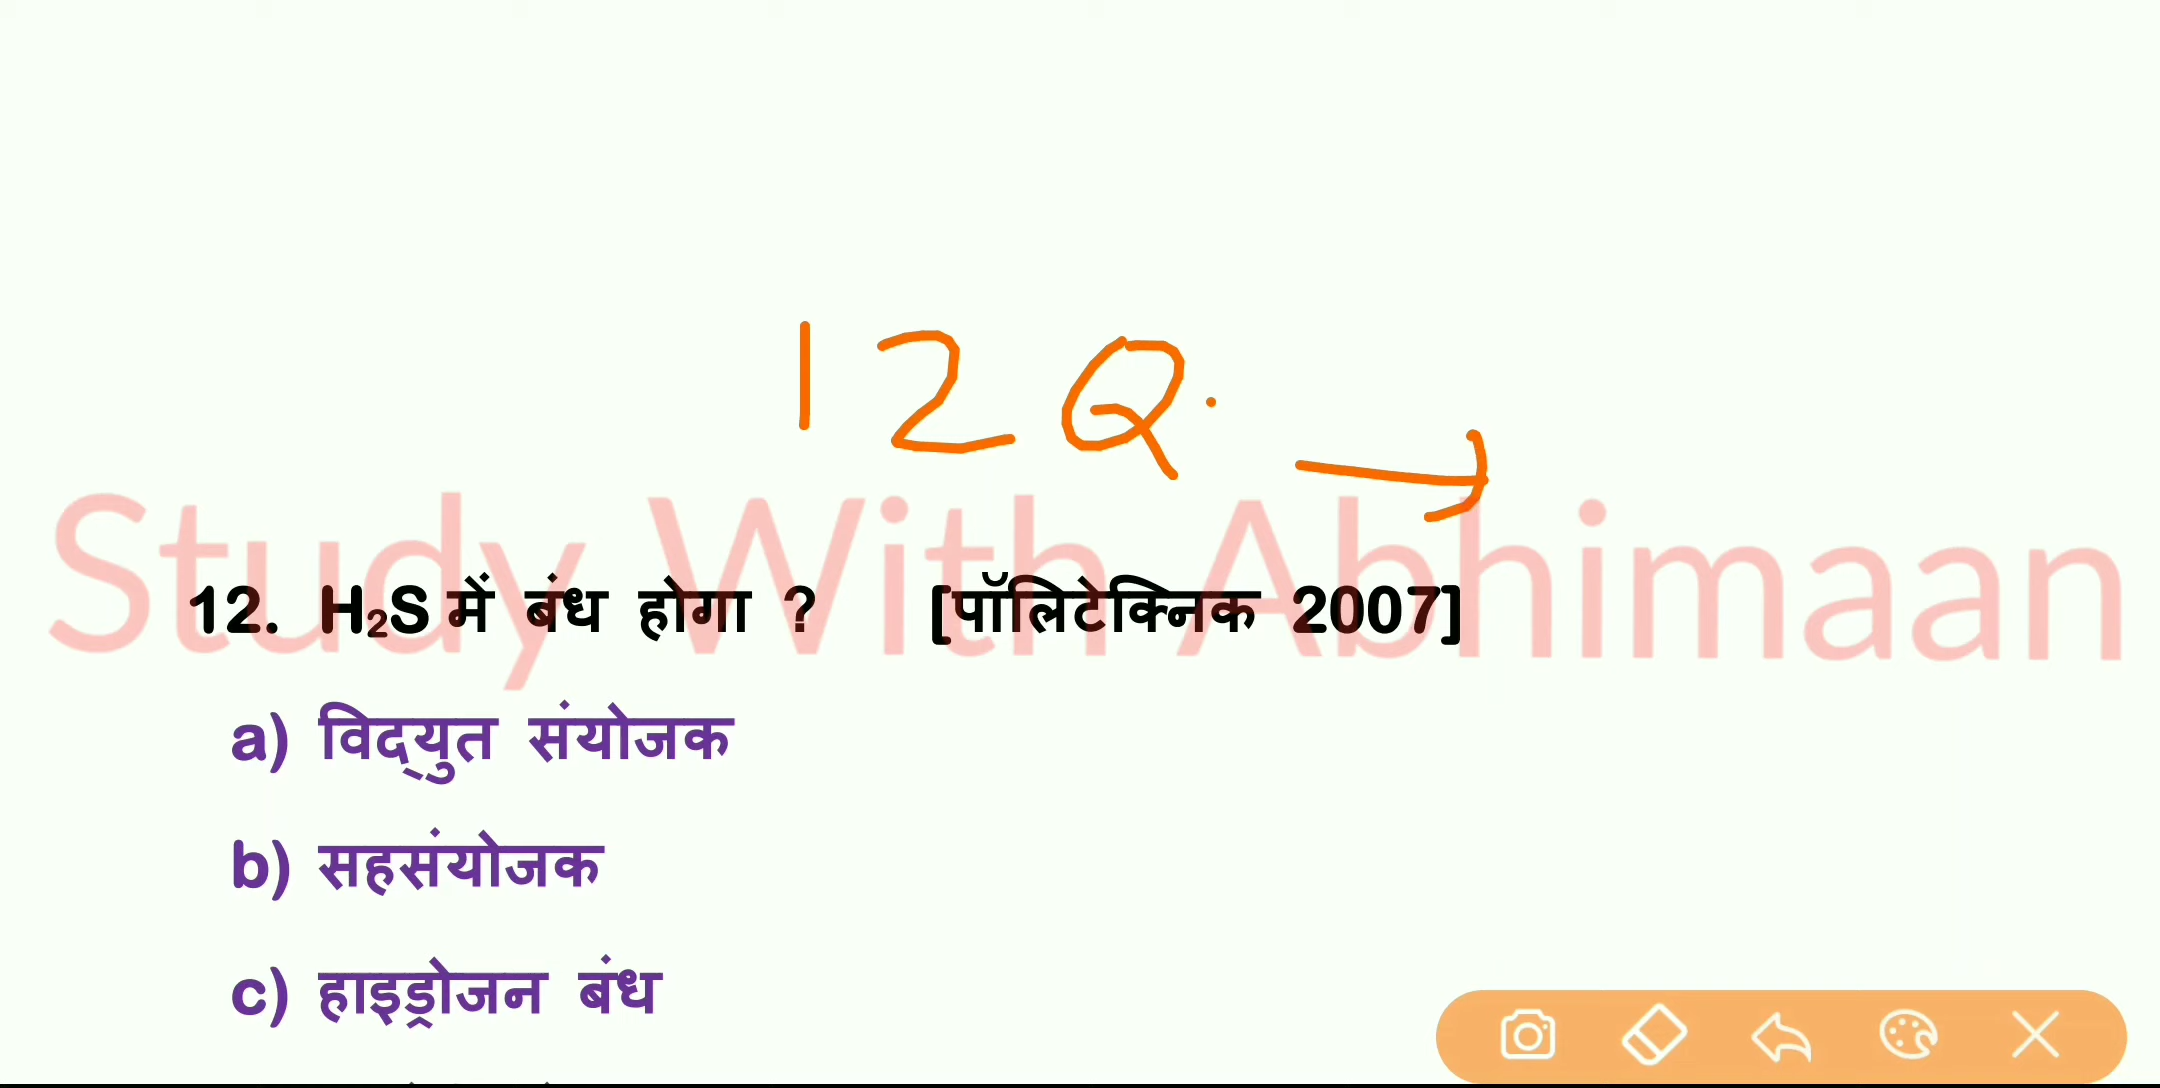 12Q. →
Study With Abhimaan
12. H₂S में बंध होगा ? [पॉलिटेक्निक 2007]
a) विद्‌युत संयोजक
b) सहसंयोजक
c) हाइड्रोजन बंध